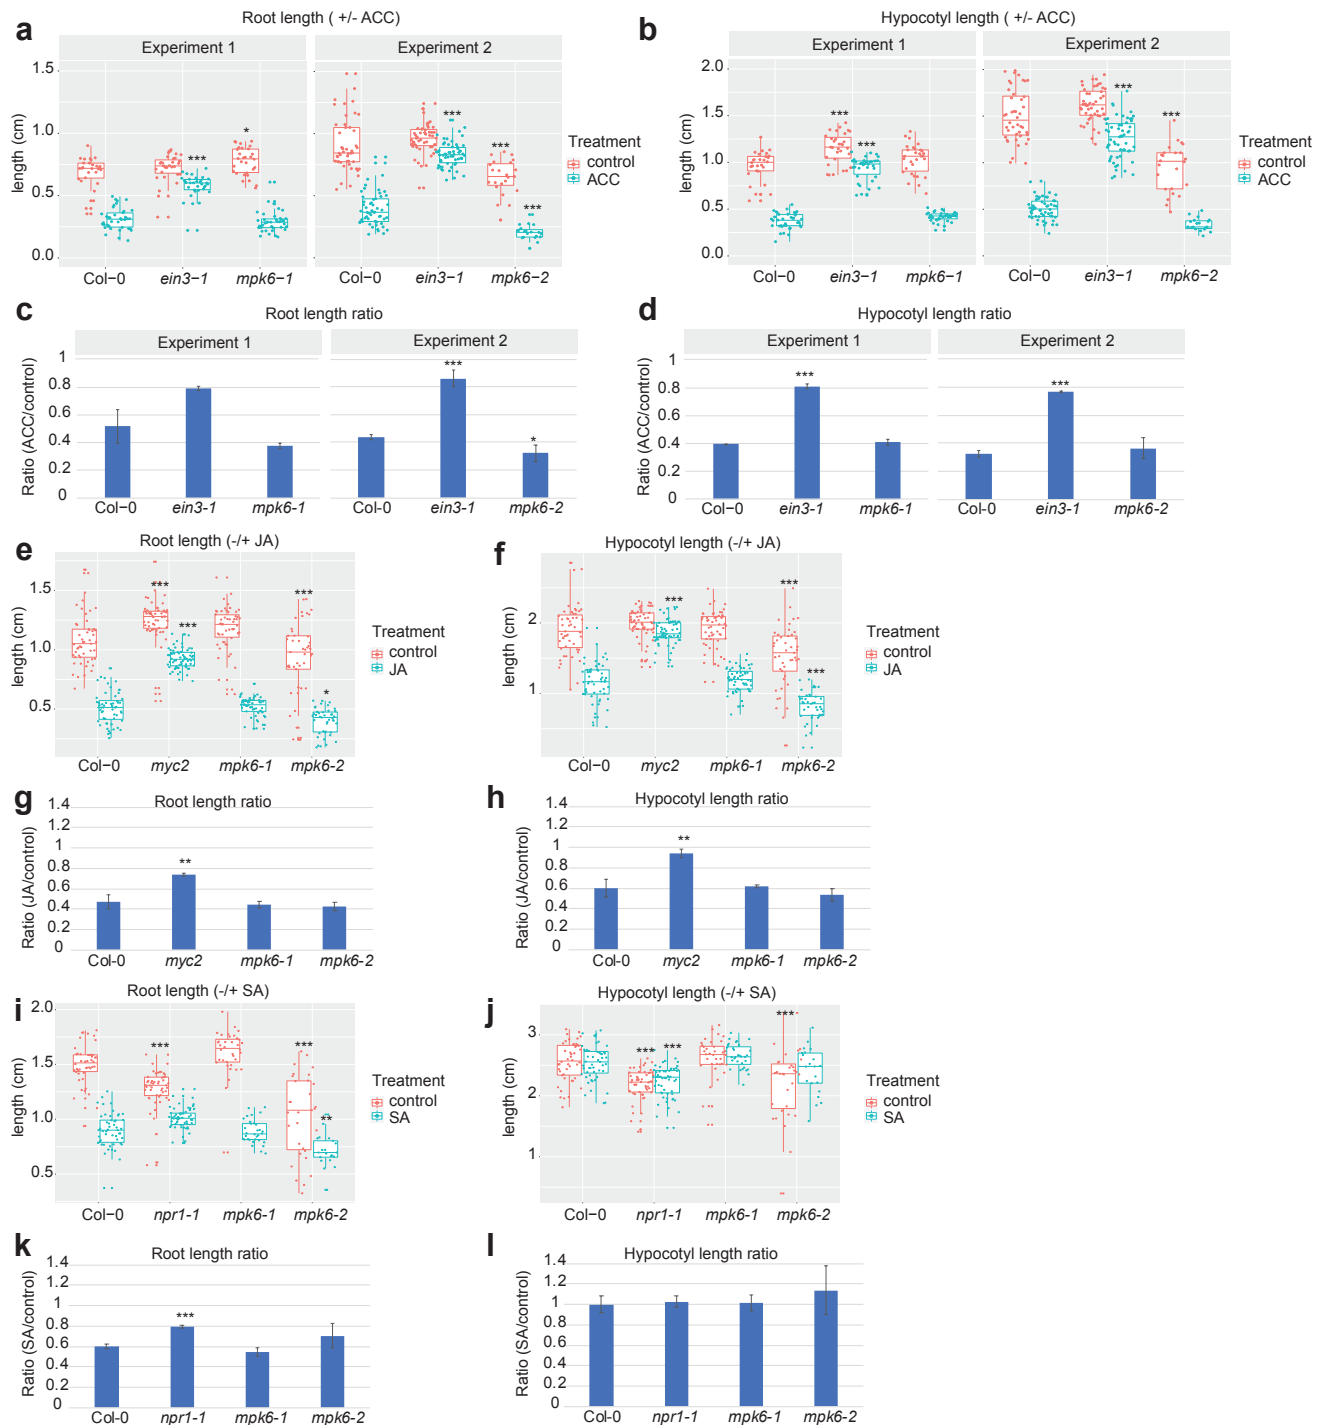 a
Root length ( +/- ACC)
Experiment 1
Experiment 2
length (cm)
1.5
1.0
0.5
0.0
*
***
***
***
***
Col−0
ein3−1
mpk6−1
Col−0
ein3−1
mpk6−2
Treatment
control
ACC
b
Hypocotyl length ( +/- ACC)
Experiment 1
Experiment 2
length (cm)
2.0
1.5
1.0
0.5
0.0
***
***
***
***
Col−0
ein3−1
mpk6−1
Col−0
ein3−1
mpk6−2
Treatment
control
ACC
c
Root length ratio
Experiment 1
Experiment 2
Ratio (ACC/control)
1
0.8
0.6
0.4
0.2
0
***
*
Col−0
ein3-1
mpk6-1
Col-0
ein3-1
mpk6-2
d
Hypocotyl length ratio
Experiment 1
Experiment 2
Ratio (ACC/control)
1
0.8
0.6
0.4
0.2
0
***
***
Col−0
ein3-1
mpk6-1
Col-0
ein3-1
mpk6-2
e
Root length (-/+ JA)
length (cm)
1.5
1.0
0.5
***
***
***
*
Col−0
myc2
mpk6-1
mpk6-2
Treatment
control
JA
f
Hypocotyl length (-/+ JA)
length (cm)
2
1
***
***
***
Col−0
myc2
mpk6-1
mpk6-2
Treatment
control
JA
g
Root length ratio
Ratio (JA/control)
1.4
1.2
1
0.8
0.6
0.4
0.2
0
**
Col-0
myc2
mpk6-1
mpk6-2
h
Hypocotyl length ratio
Ratio (JA/control)
1.4
1.2
1
0.8
0.6
0.4
0.2
0
**
Col-0
myc2
mpk6-1
mpk6-2
i
Root length (-/+ SA)
length (cm)
2.0
1.5
1.0
0.5
***
***
**
Col−0
npr1-1
mpk6-1
mpk6-2
Treatment
control
SA
j
Hypocotyl length (-/+ SA)
length (cm)
3
2
1
***
***
***
Col−0
npr1-1
mpk6-1
mpk6-2
Treatment
control
SA
k
Root length ratio
Ratio (SA/control)
1.4
1.2
1
0.8
0.6
0.4
0.2
0
***
Col-0
npr1-1
mpk6-1
mpk6-2
l
Hypocotyl length ratio
Ratio (SA/control)
1.4
1.2
1
0.8
0.6
0.4
0.2
0
Col-0
npr1-1
mpk6-1
mpk6-2